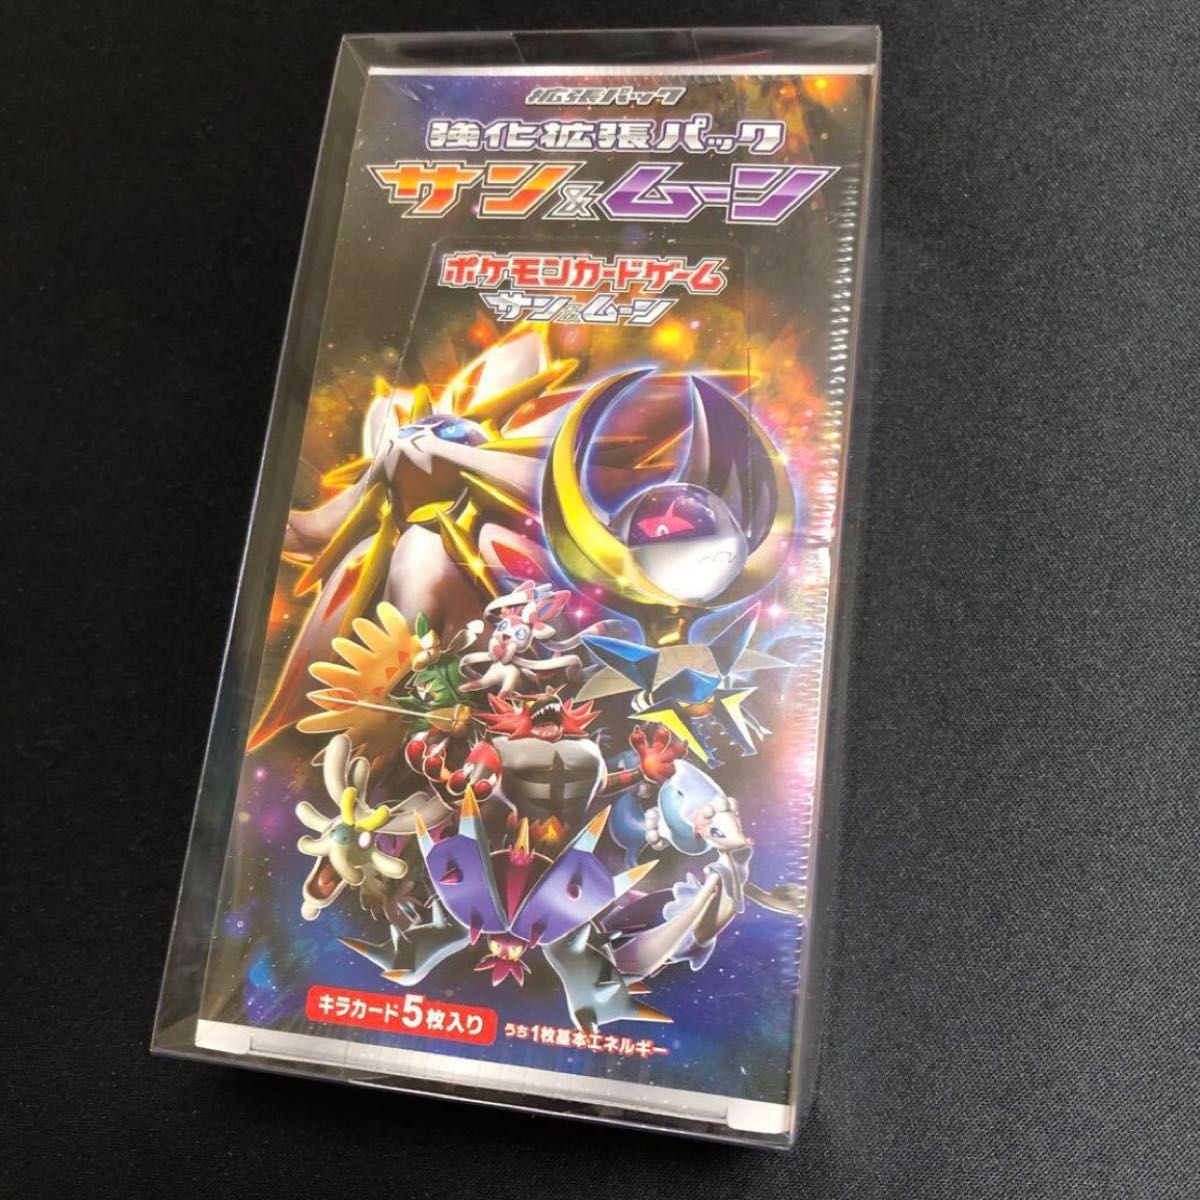 拡張パック
強化拡張パック
サン&ムーン
ポケモンカードゲーム™
サン&ムーン
キラカード5枚入り
うち1枚基本エネルギー